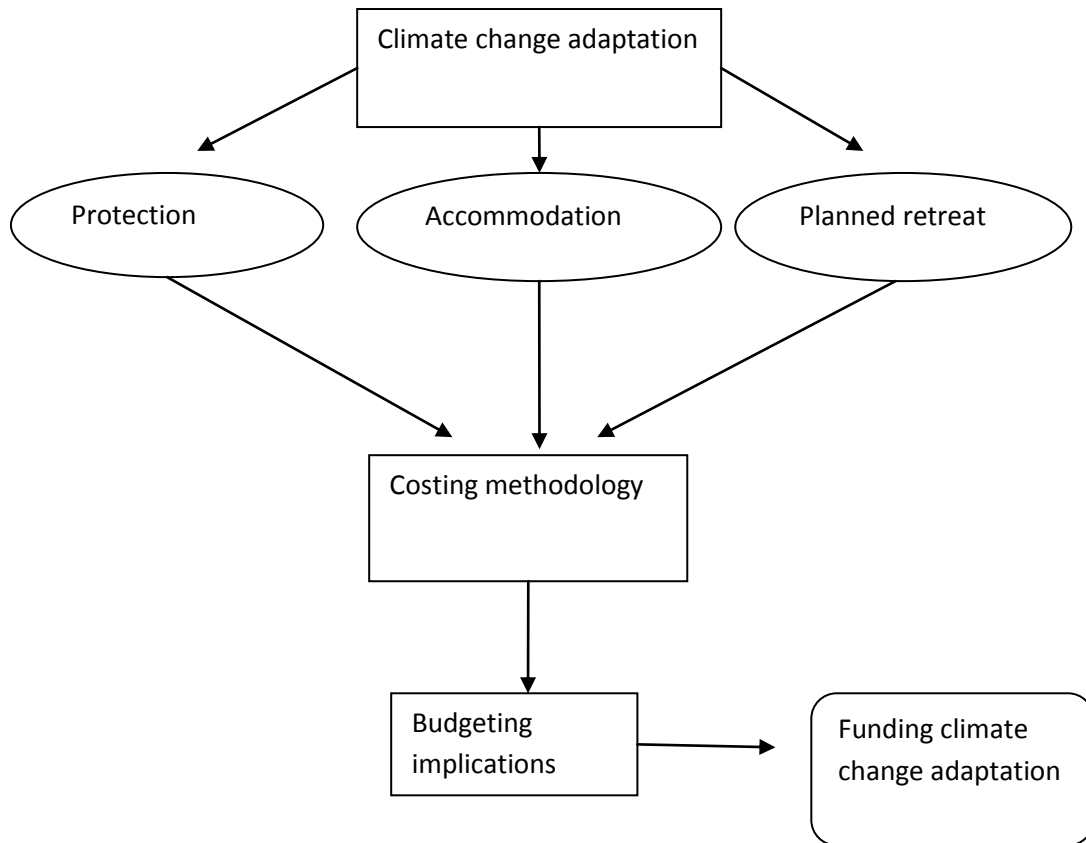 Climate change adaptation
Protection
Accommodation
Planned retreat
Costing methodology
Budgeting
implications
Funding climate
change adaptation